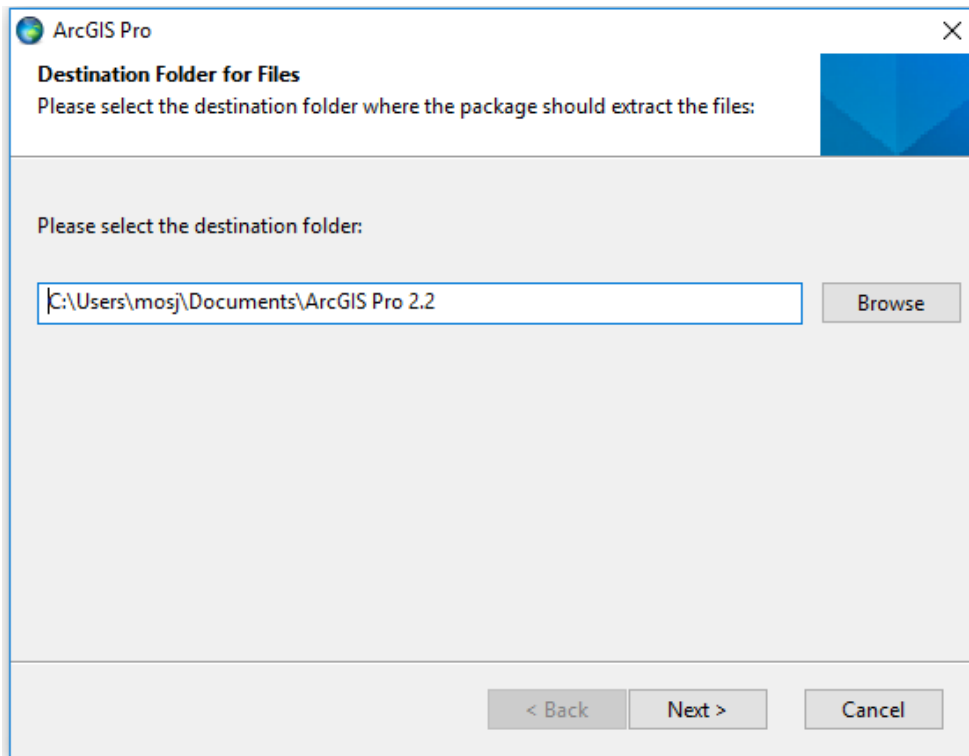 ArcGIS Pro
Destination Folder for Files
Please select the destination folder where the package should extract the files:
Please select the destination folder:
C:\Users\mosj\Documents\ArcGIS Pro 2.2
Browse
< Back
Next >
Cancel